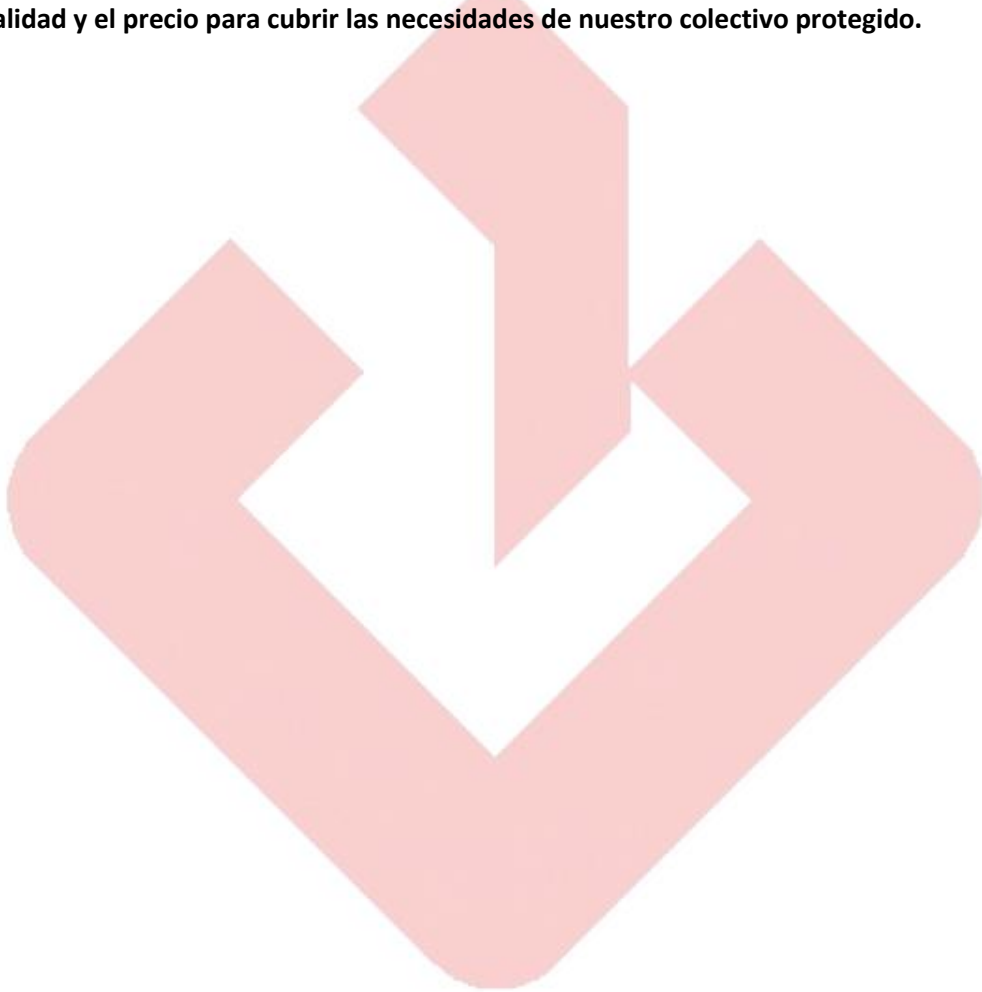 alidad y el precio para cubrir las necesidades de nuestro colectivo protegido.